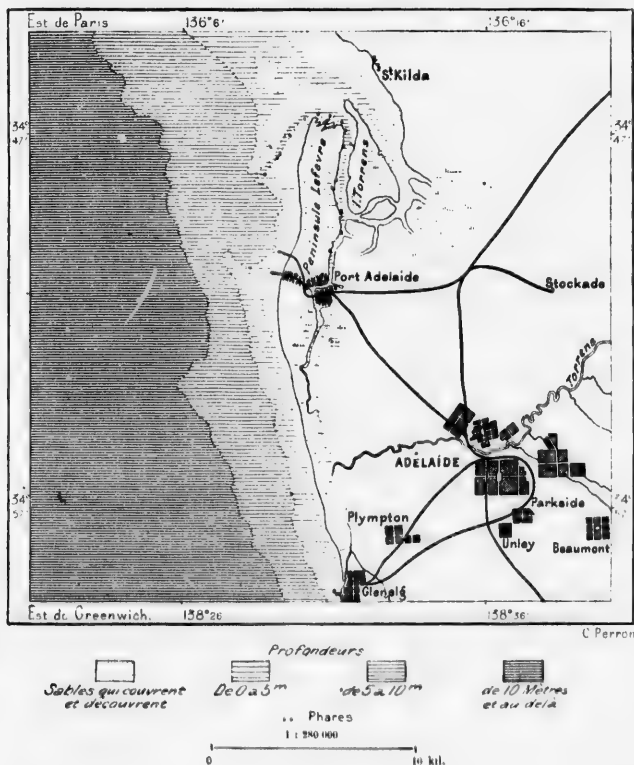 Est de Paris 136°6' 136°16'
St Kilda
34° 47' 34° 47'
Peninsule Lefevre
I. Torrens
Port Adelaide
Stockade
Torrens
ADÉLAÏDE
34° 57' 34° 57'
Parkside
Plympton
Unley
Beaumont
Glenelg
Est de Greenwich. 138°26' 138°36'
C Perron
Profondeurs
Sables qui couvrent et découvrent
De 0 à 5m
de 5 à 10m
de 10 Mètres et au delà
Phares
1 : 280 000
0 10 kil.